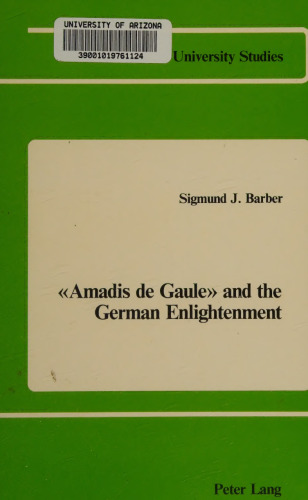 UNIVERSITY OF ARIZONA
39001019761124
University Studies
Sigmund J. Barber
«Amadis de Gaule» and the
German Enlightenment
Peter Lang